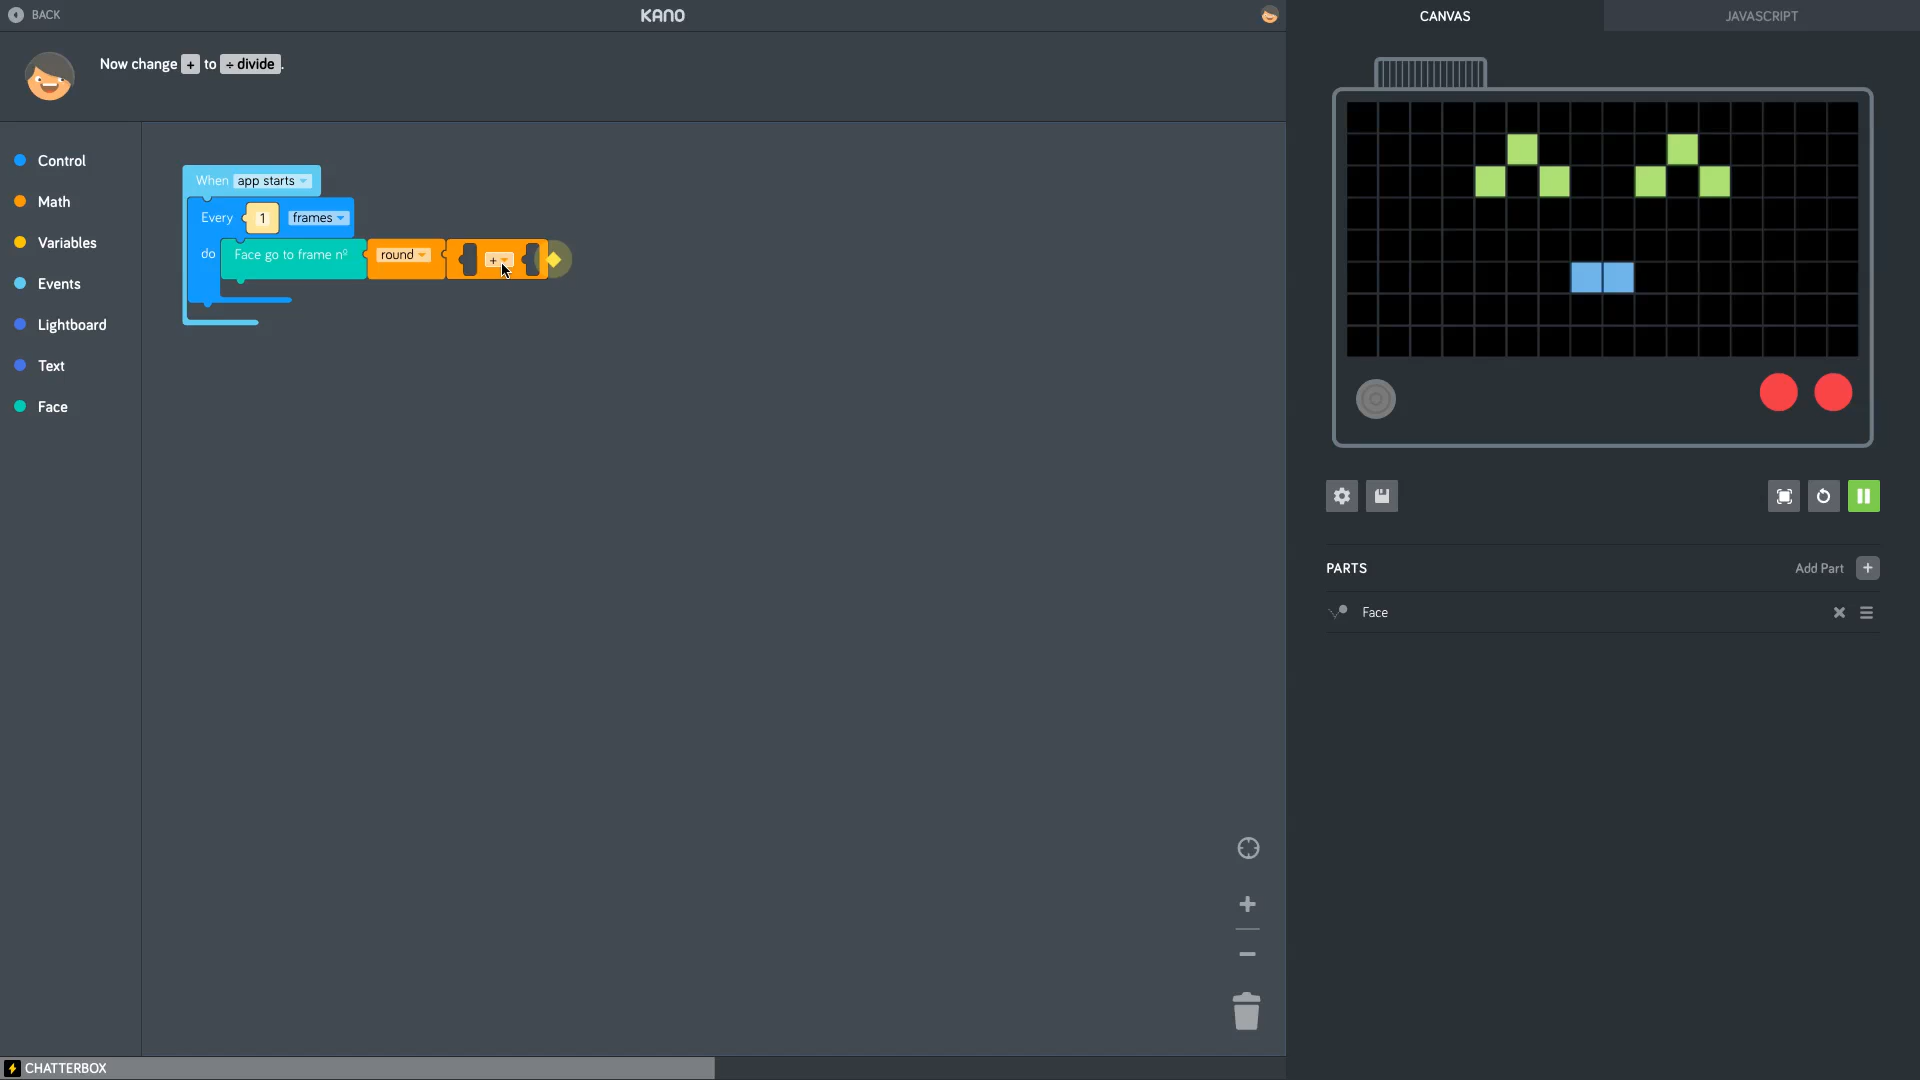 BACK
KANO
CANVAS
JAVASCRIPT
Now change + to ÷ divide.
Control
Math
Variables
Events
Lightboard
Text
Face
When app starts
Every 1 frames
do Face go to frame nº round +
PARTS
Add Part +
Face
CHATTERBOX